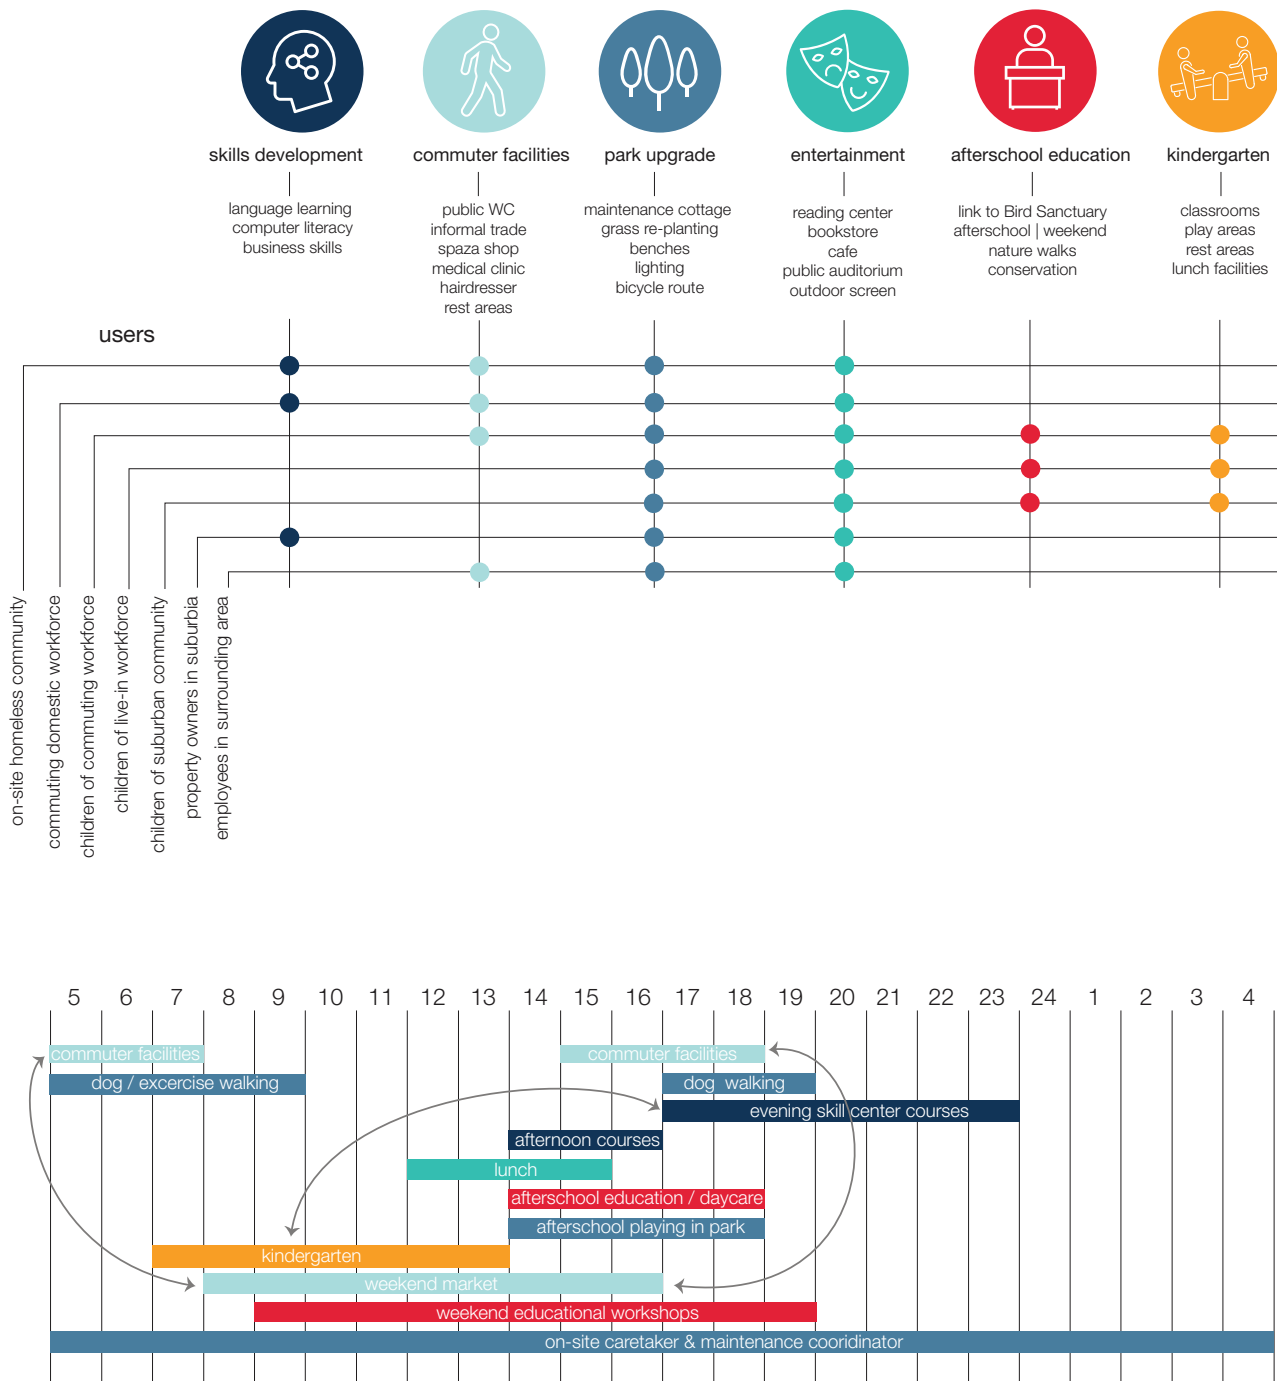 skills development
commuter facilities
park upgrade
entertainment
afterschool education
kindergarten
language learning
computer literacy
business skills
public WC
informal trade
spaza shop
medical clinic
hairdresser
rest areas
maintenance cottage
grass re-planting
benches
lighting
bicycle route
reading center
bookstore
cafe
public auditorium
outdoor screen
link to Bird Sanctuary
afterschool | weekend
nature walks
conservation
classrooms
play areas
rest areas
lunch facilities
users
on-site homeless community
commuting domestic workforce
children of commuting workforce
children of live-in workforce
children of suburban community
property owners in suburbia
employees in surrounding area
5 6 7 8 9 10 11 12 13 14 15 16 17 18 19 20 21 22 23 24 1 2 3 4
commuter facilities
commuter facilities
dog / excercise walking
dog walking
evening skill center courses
afternoon courses
lunch
afterschool education / daycare
afterschool playing in park
kindergarten
weekend market
weekend educational workshops
on-site caretaker & maintenance cooridinator